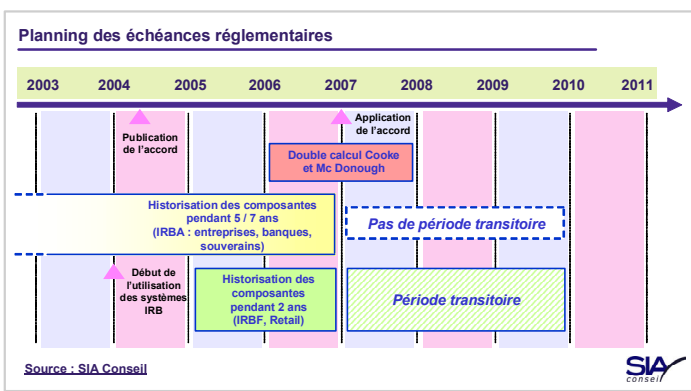 Planning des échéances réglementaires
2003 2004 2005 2006 2007 2008 2009 2010 2011
Publication
de l'accord
Application
de l'accord
Double calcul Cooke
et Mc Donough
Historisation des composantes
pendant 5 / 7 ans
(IRBA : entreprises, banques,
souverains)
Pas de période transitoire
Début de
l'utilisation
des systèmes
IRB
Historisation des
composantes
pendant 2 ans
(IRBF, Retail)
Période transitoire
Source : SIA Conseil
SIA
conseil